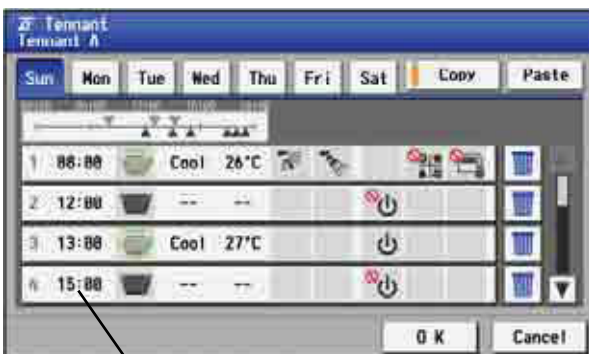 2F Tennant
Tennant A
Sun Mon Tue Wed Thu Fri Sat Copy Paste
1 08:00 Cool 26°C
2 12:00 -- --
3 13:00 Cool 27°C
15:00 -- --
OK Cancel